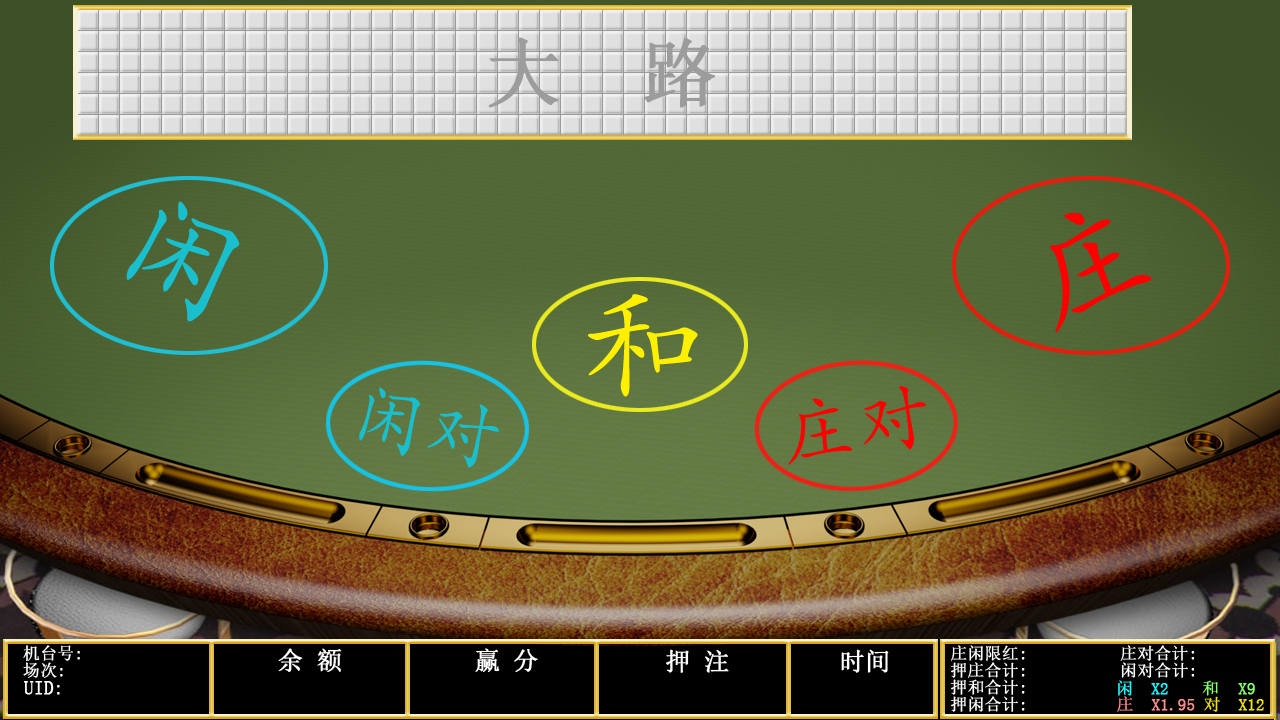 大 路
闲
庄
和
闲对
庄对
机台号:
场次:
UID:
余 额
赢 分
押 注
时间
庄闲限红:
庄对合计:
押庄合计:
闲对合计:
押和合计:
闲 X2 和 X9
押闲合计:
庄 X1.95 对 X12